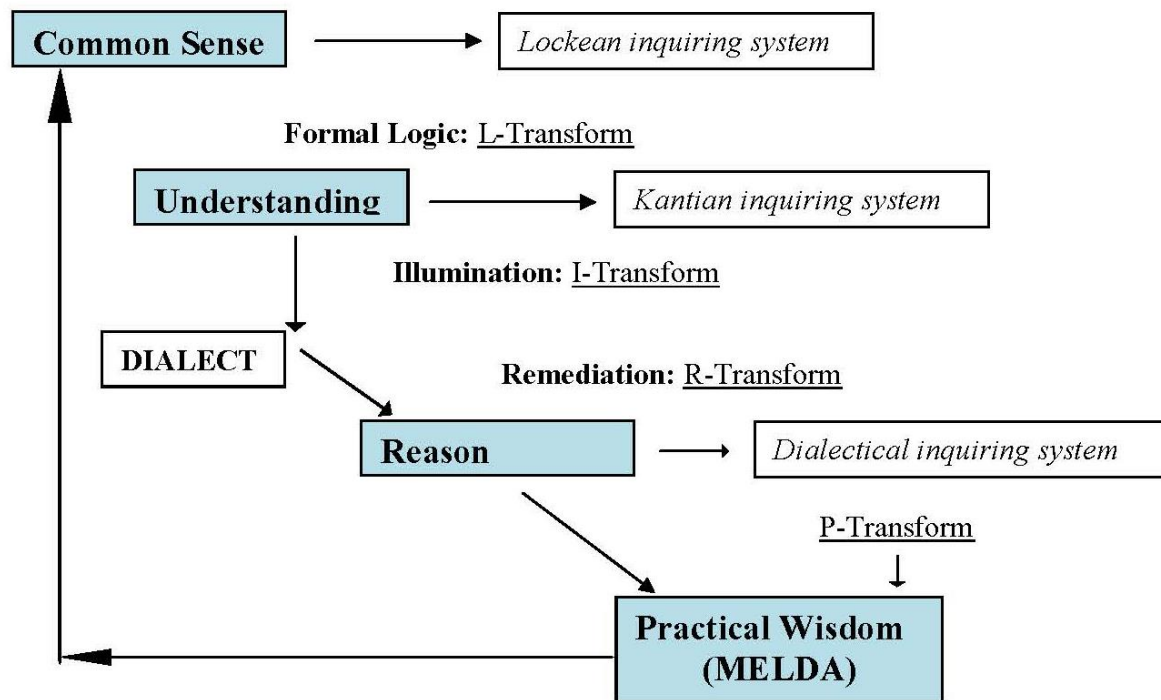 Common Sense
Lockean inquiring system
Formal Logic: L-Transform
Understanding
Kantian inquiring system
Illumination: I-Transform
DIALECT
Remediation: R-Transform
Reason
Dialectical inquiring system
P-Transform
Practical Wisdom
(MELDA)